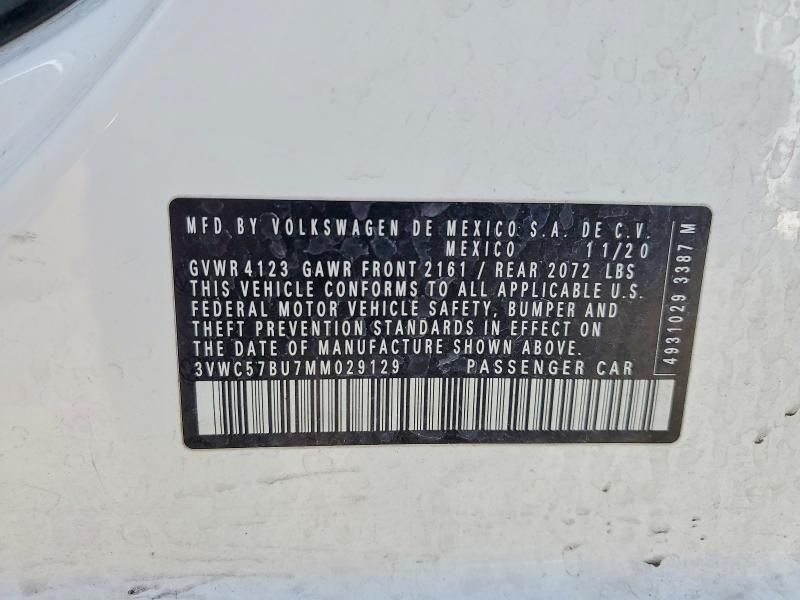 MFD. BY VOLKSWAGEN DE MEXICO S.A. DE C.V.
MEXICO 11/20
GVWR 4123 GAWR FRONT 2161 / REAR 2072 LBS
THIS VEHICLE CONFORMS TO ALL APPLICABLE U.S.
FEDERAL MOTOR VEHICLE SAFETY, BUMPER AND
THEFT PREVENTION STANDARDS IN EFFECT ON
THE DATE OF MANUFACTURE SHOWN ABOVE.
3VWC57BU7MM029129 PASSENGER CAR
4931029 3387 M